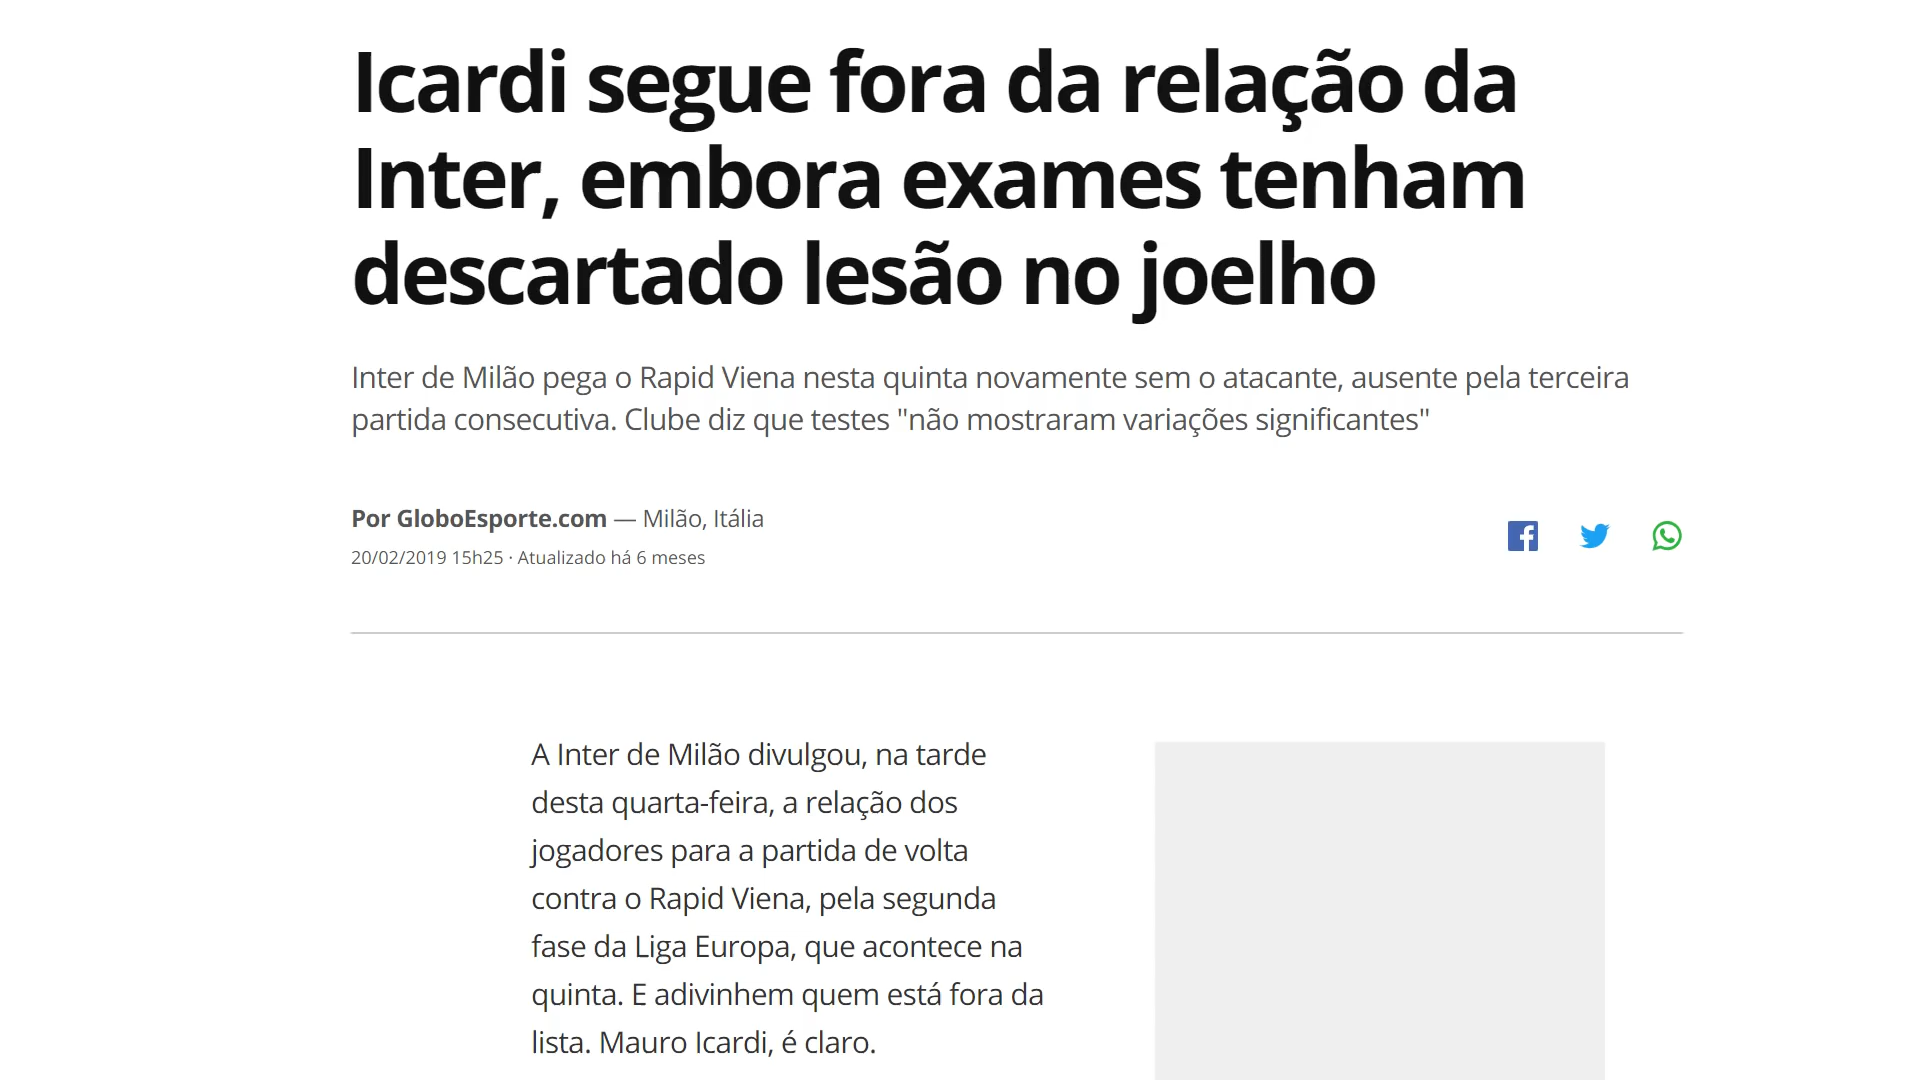 Icardi segue fora da relação da
Inter, embora exames tenham
descartado lesão no joelho
Inter de Milão pega o Rapid Viena nesta quinta novamente sem o atacante, ausente pela terceira
partida consecutiva. Clube diz que testes "não mostraram variações significantes"
Por GloboEsporte.com — Milão, Itália
20/02/2019 15h25 · Atualizado há 6 meses
A Inter de Milão divulgou, na tarde
desta quarta-feira, a relação dos
jogadores para a partida de volta
contra o Rapid Viena, pela segunda
fase da Liga Europa, que acontece na
quinta. E adivinhem quem está fora da
lista. Mauro Icardi, é claro.